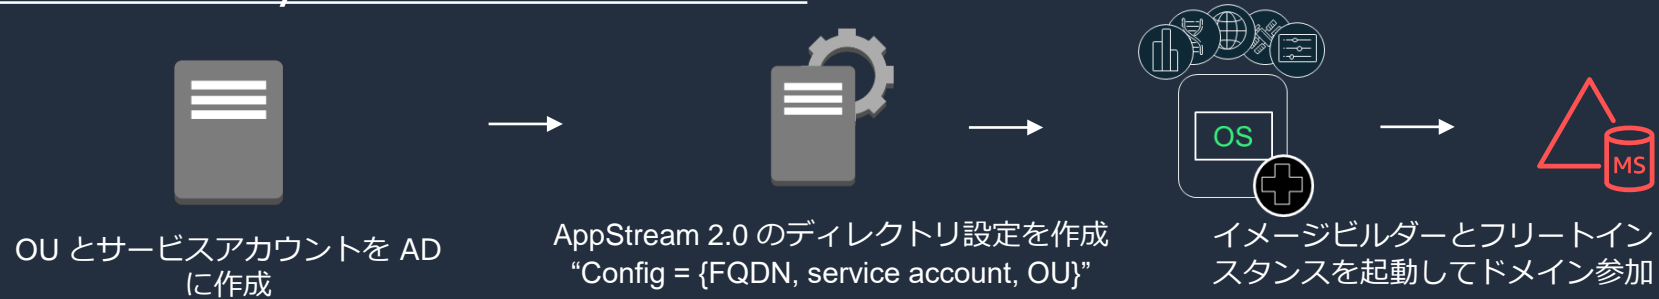 OS
MS
OU とサービスアカウントを AD
に作成
AppStream 2.0 のディレクトリ設定を作成
“Config = {FQDN, service account, OU}”
イメージビルダーとフリートイン
スタンスを起動してドメイン参加